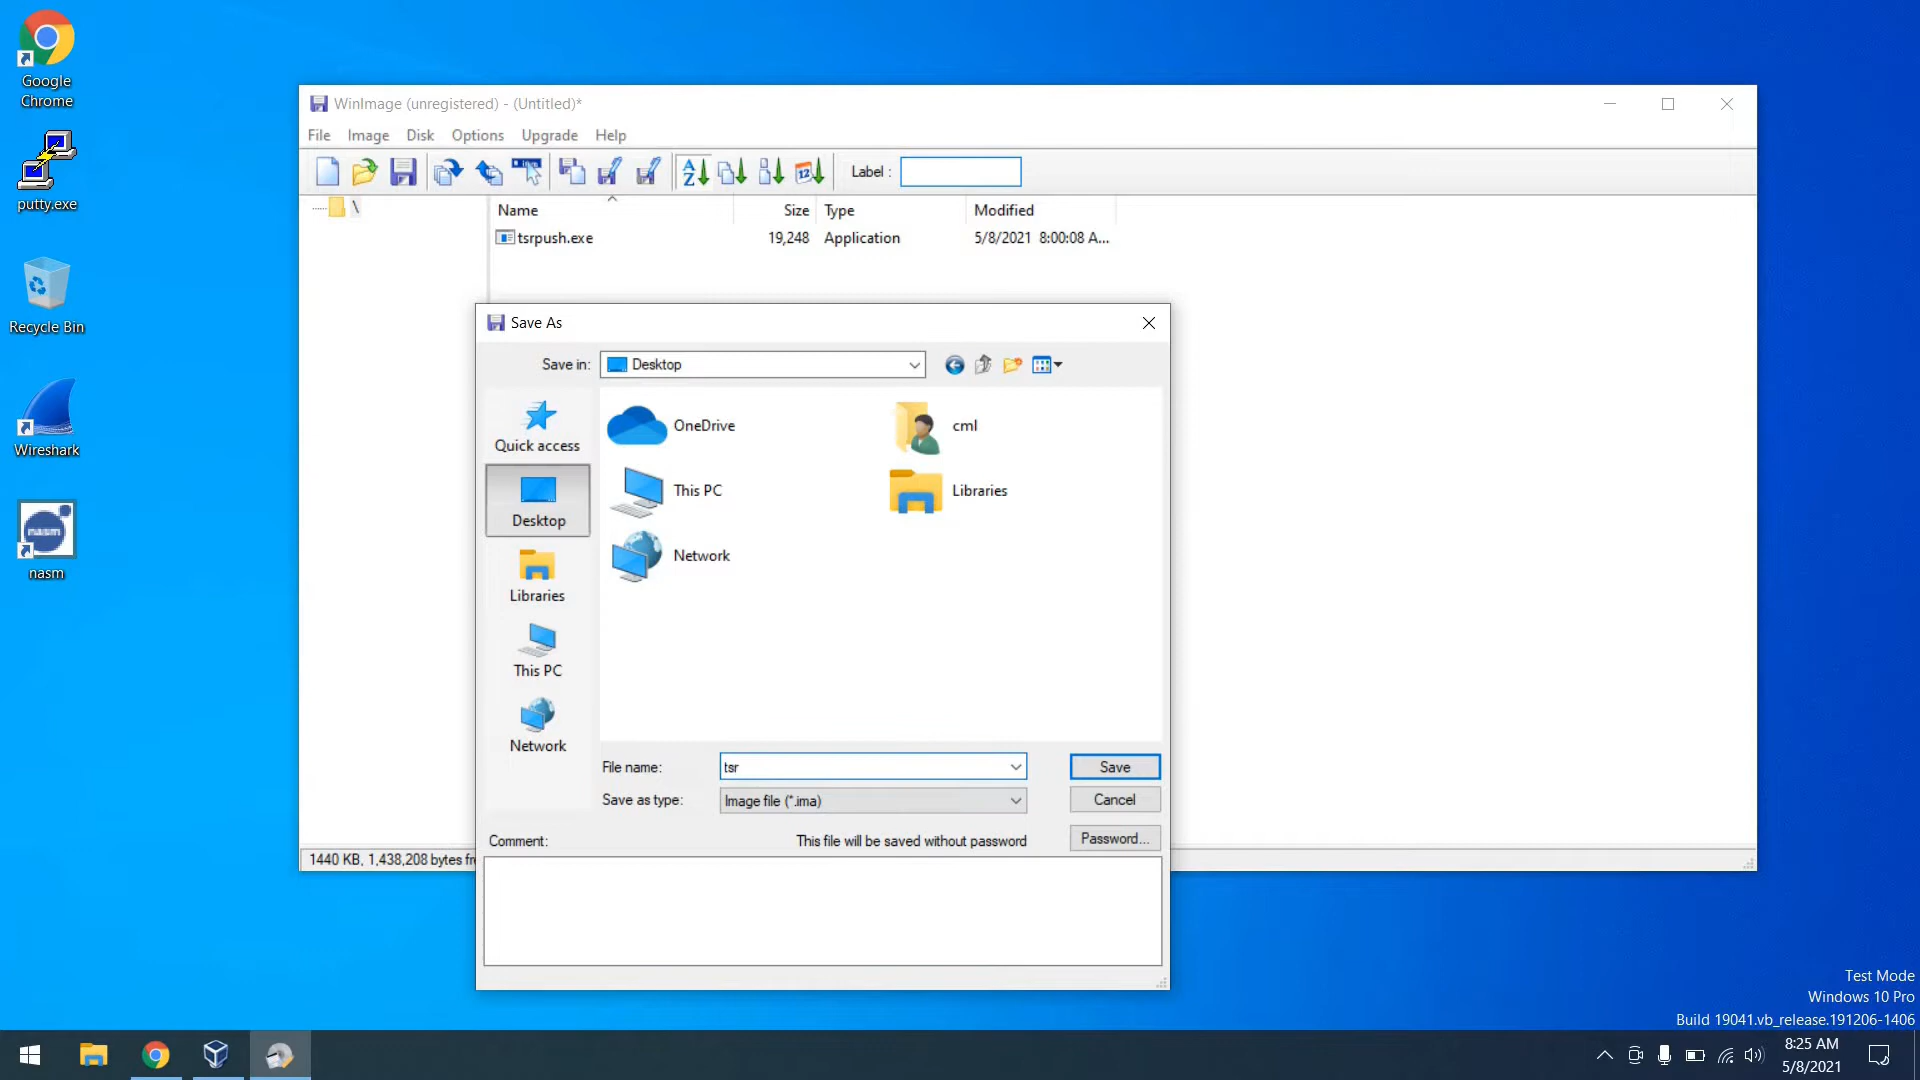 Google
Chrome
putty.exe
Recycle Bin
Wireshark
nasm
nasm
WinImage (unregistered) - (Untitled)*
File Image Disk Options Upgrade Help
A
Z
12
Label :
\
Name Size Type Modified
tsrpush.exe 19,248 Application 5/8/2021 8:00:08 A...
Save As
Save in: Desktop
Quick access
Desktop
Libraries
This PC
Network
OneDrive
cml
This PC
Libraries
Network
File name: tsr Save
Save as type: Image file (*.ima) Cancel
Comment: This file will be saved without password Password...
1440 KB, 1,438,208 bytes fre
Test Mode
Windows 10 Pro
Build 19041.vb_release.191206-1406
8:25 AM
5/8/2021